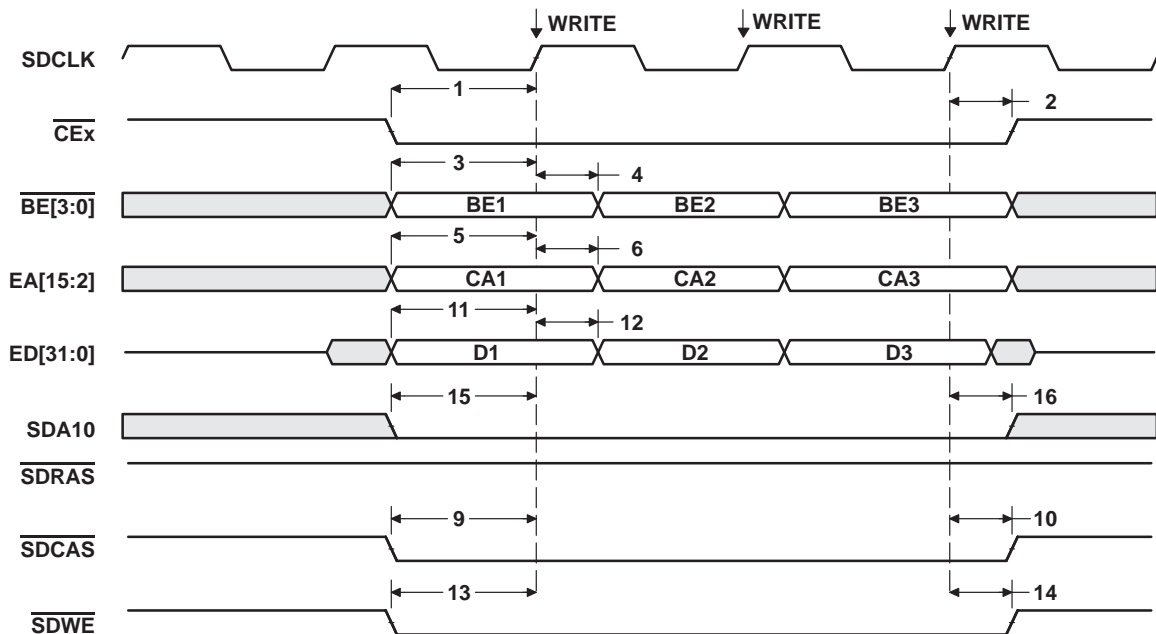 WRITE WRITE WRITE
SDCLK
1 2
CEx
3 4
BE[3:0] BE1 BE2 BE3
5 6
EA[15:2] CA1 CA2 CA3
11 12
ED[31:0] D1 D2 D3
15 16
SDA10
SDRAS
9 10
SDCAS
13 14
SDWE